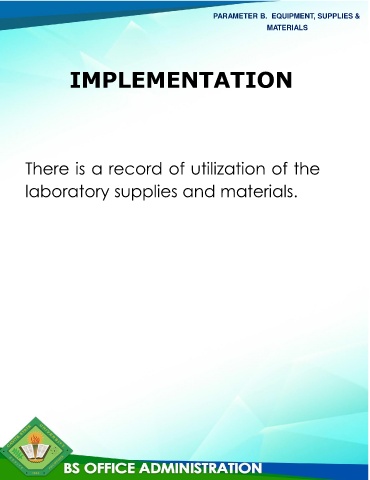 PARAMETER B. EQUIPMENT, SUPPLIES &
MATERIALS
IMPLEMENTATION
There is a record of utilization of the
laboratory supplies and materials.
BS OFFICE ADMINISTRATION